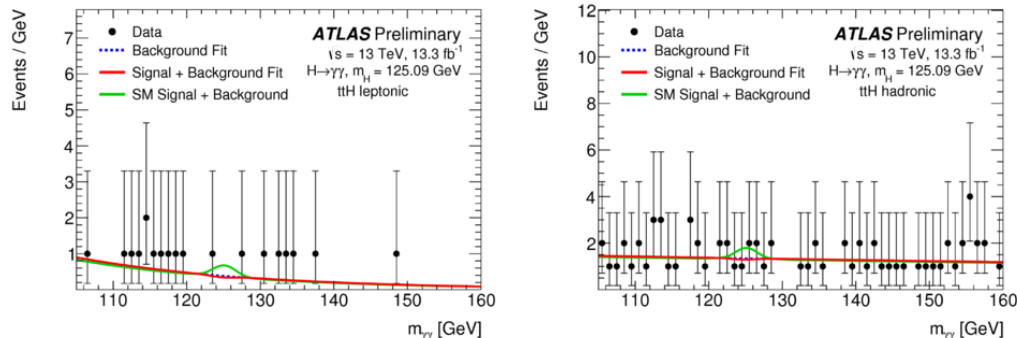 Events / GeV
7
6
5
4
3
2
1
Data
Background Fit
Signal + Background Fit
SM Signal + Background
ATLAS Preliminary
√s = 13 TeV, 13.3 fb⁻¹
H→γγ, m_H = 125.09 GeV
ttH leptonic
110 120 130 140 150 160
m_γγ [GeV]
Events / GeV
12
10
8
6
4
2
Data
Background Fit
Signal + Background Fit
SM Signal + Background
ATLAS Preliminary
√s = 13 TeV, 13.3 fb⁻¹
H→γγ, m_H = 125.09 GeV
ttH hadronic
110 120 130 140 150 160
m_γγ [GeV]